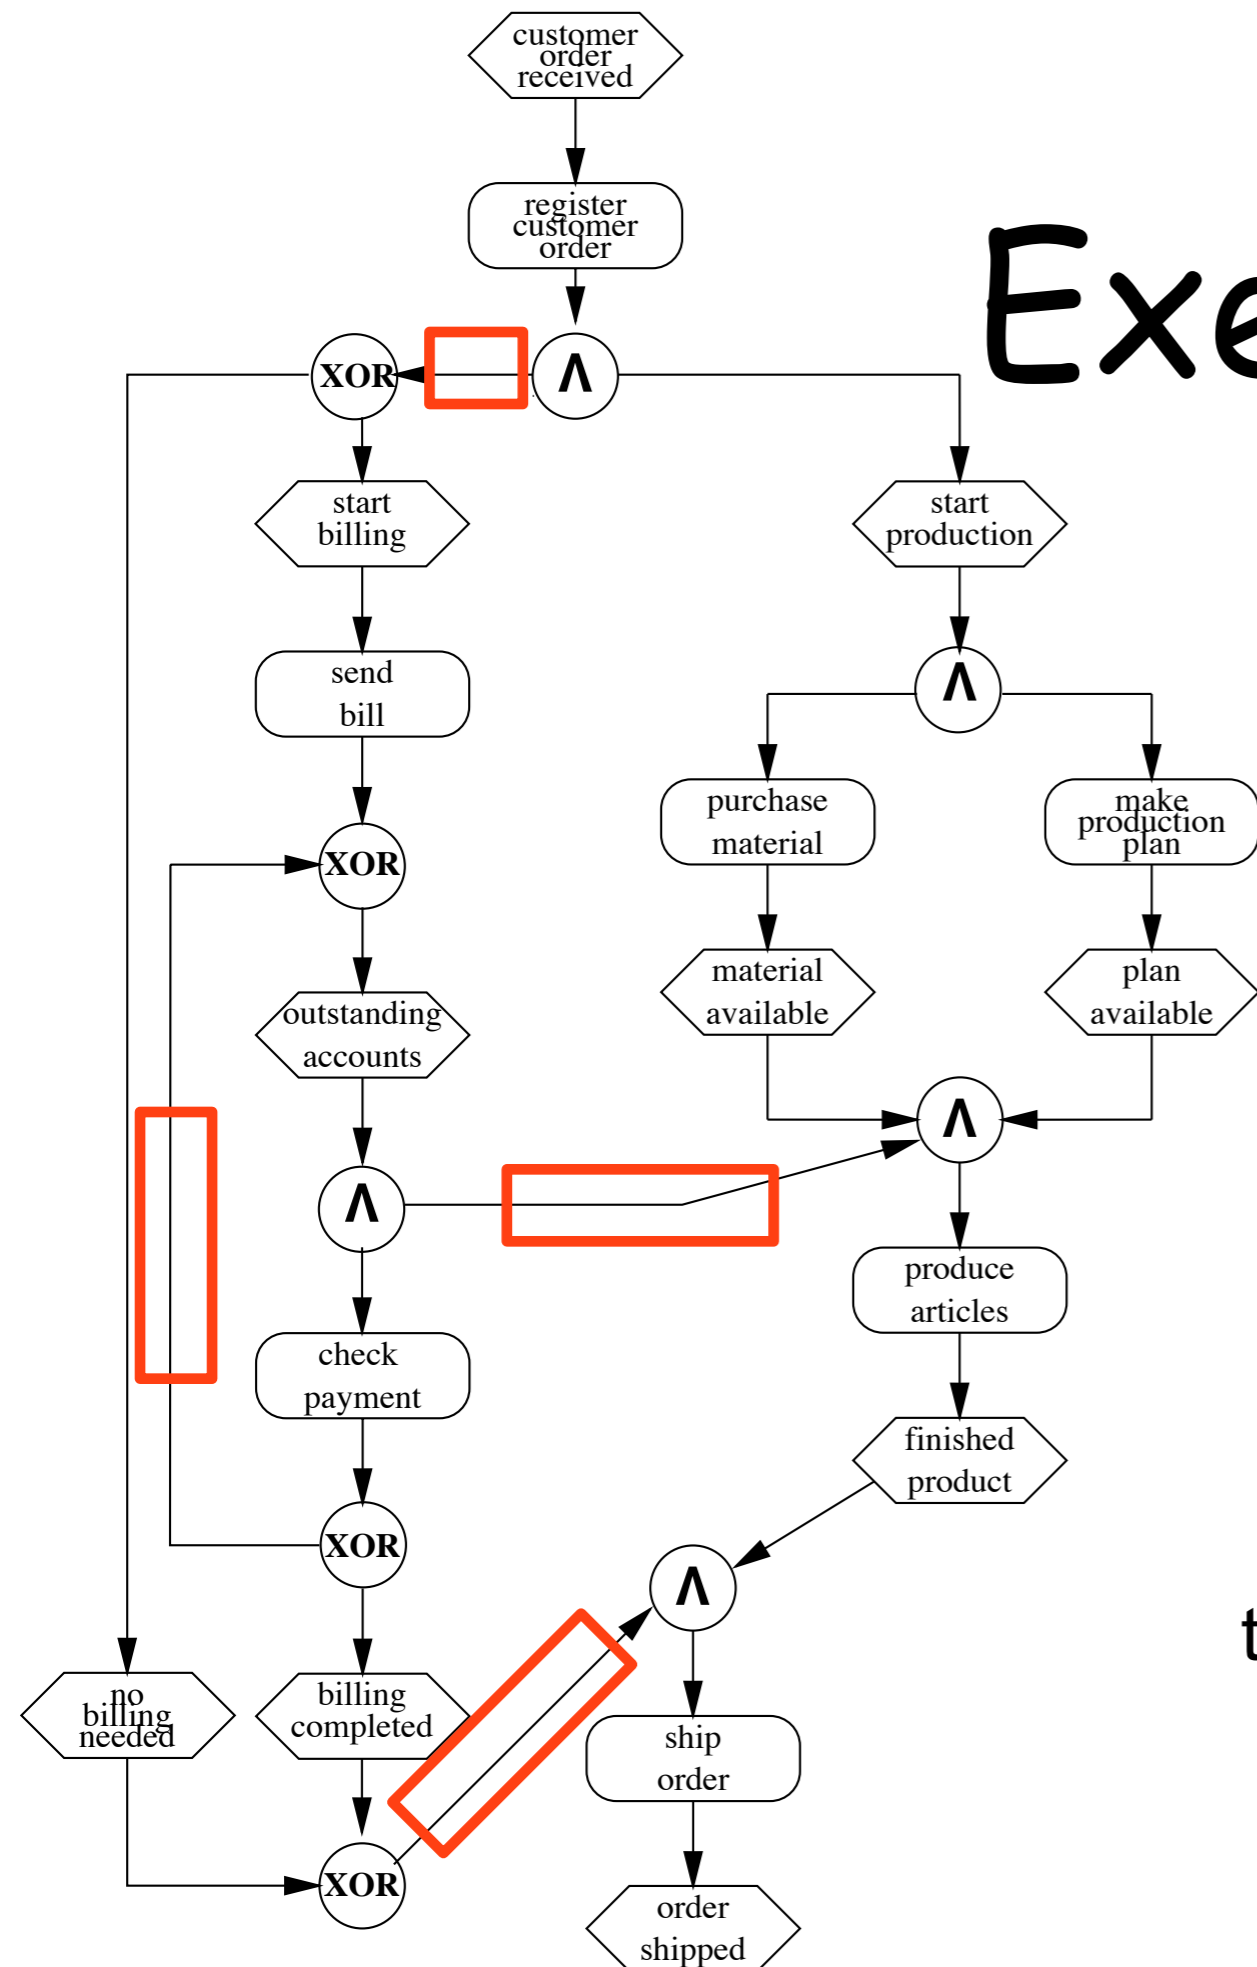 customer
order
received
register
customer
order
Exe
XOR
Λ
start
billing
start
production
send
bill
Λ
purchase
material
make
production
plan
XOR
material
available
plan
available
outstanding
accounts
Λ
Λ
produce
articles
check
payment
finished
product
XOR
Λ
t
no
billing
needed
billing
completed
ship
order
XOR
order
shipped